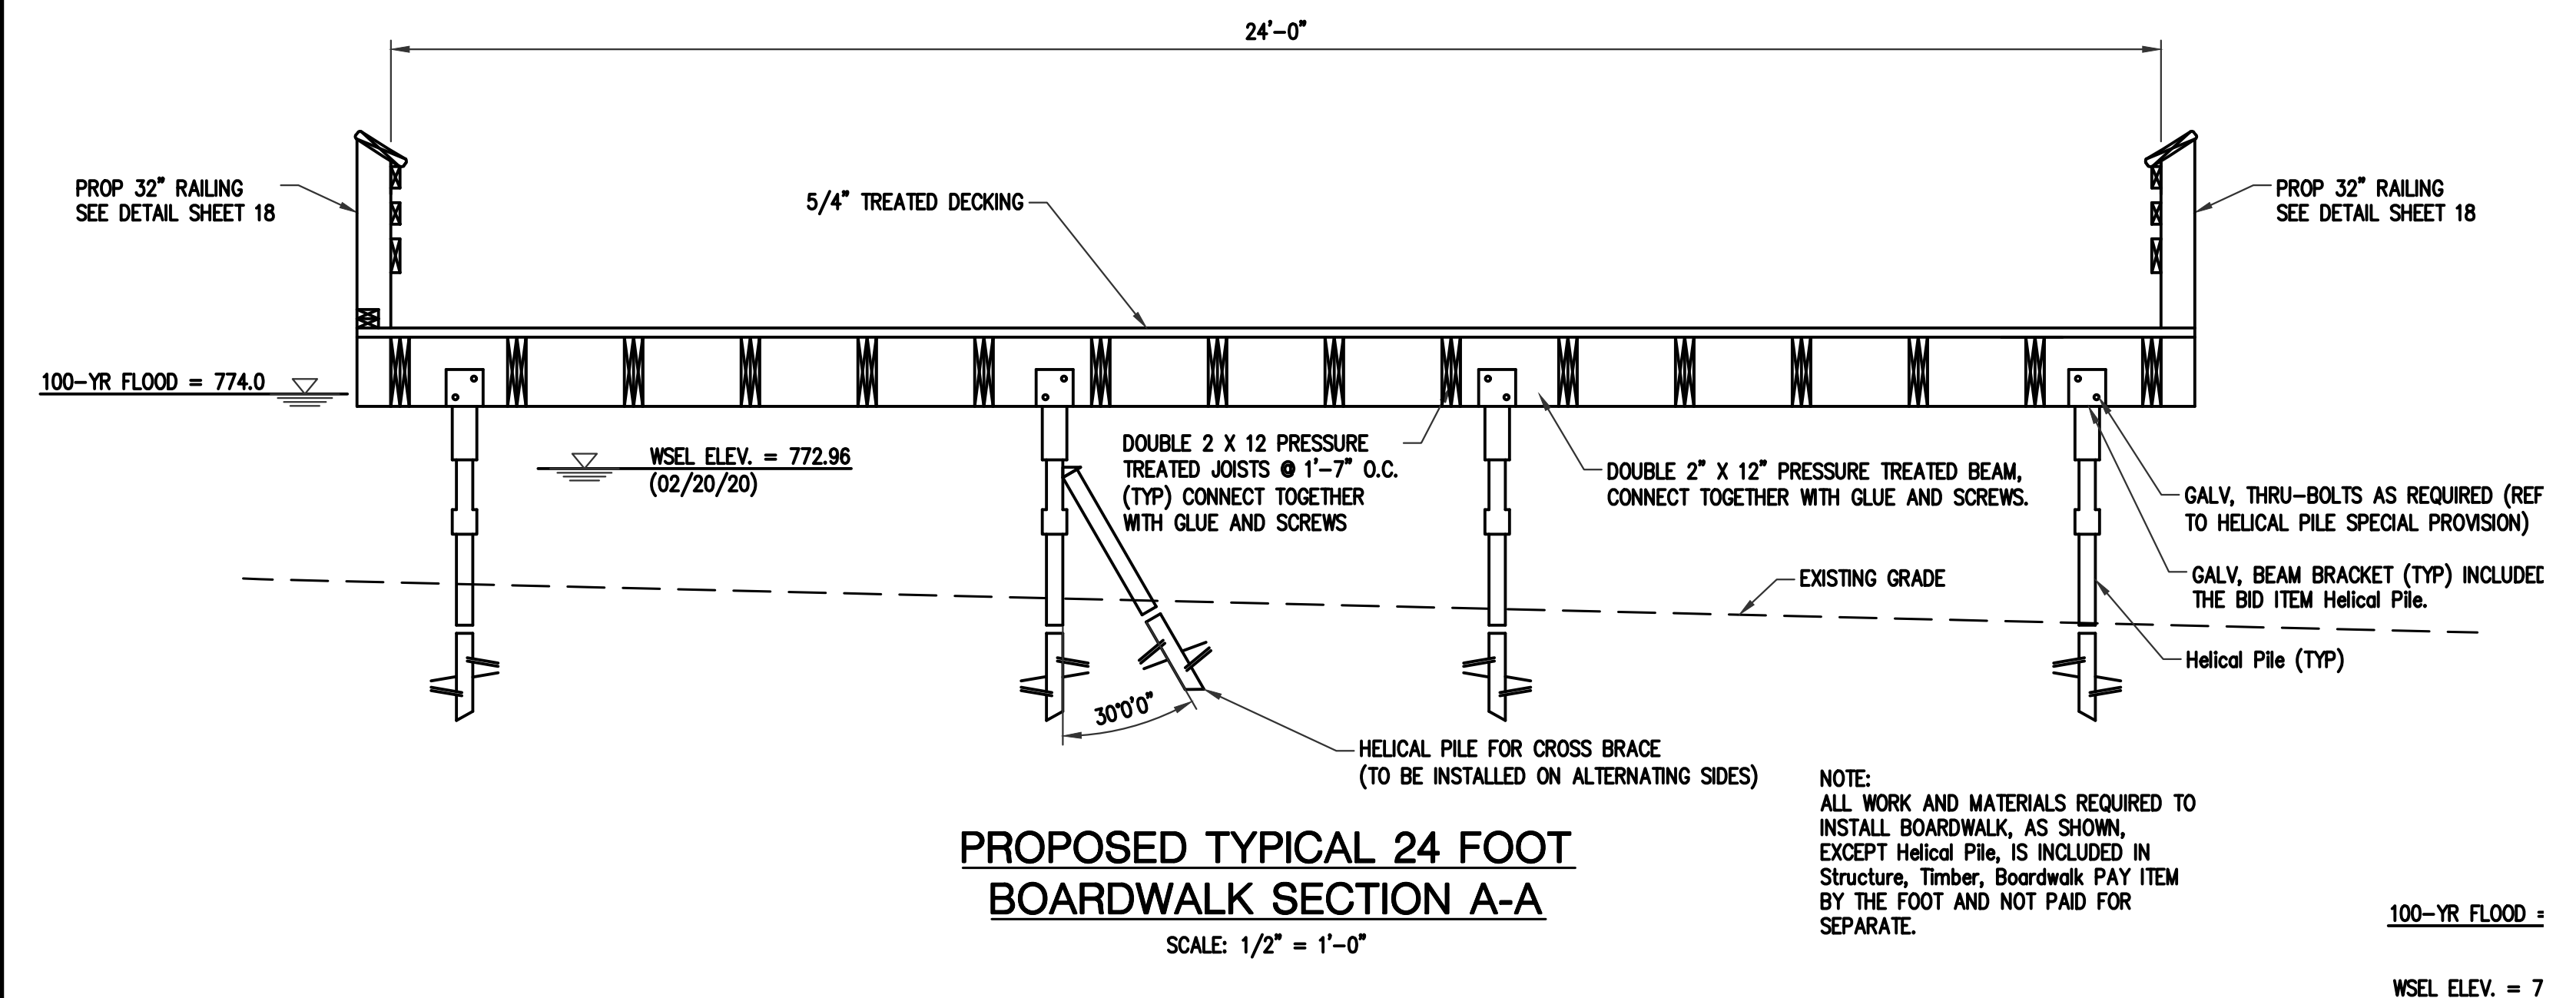 24'-0"
PROP 32" RAILING
SEE DETAIL SHEET 18
5/4" TREATED DECKING
PROP 32" RAILING
SEE DETAIL SHEET 18
100-YR FLOOD = 774.0
WSEL ELEV. = 772.96
(02/20/20)
DOUBLE 2 X 12 PRESSURE
TREATED JOISTS @ 1'-7" O.C.
(TYP) CONNECT TOGETHER
WITH GLUE AND SCREWS
DOUBLE 2" X 12" PRESSURE TREATED BEAM,
CONNECT TOGETHER WITH GLUE AND SCREWS.
GALV, THRU-BOLTS AS REQUIRED (REF
TO HELICAL PILE SPECIAL PROVISION)
EXISTING GRADE
GALV, BEAM BRACKET (TYP) INCLUDED
THE BID ITEM Helical Pile.
Helical Pile (TYP)
30°0'0"
HELICAL PILE FOR CROSS BRACE
(TO BE INSTALLED ON ALTERNATING SIDES)
NOTE:
ALL WORK AND MATERIALS REQUIRED TO
INSTALL BOARDWALK, AS SHOWN,
EXCEPT Helical Pile, IS INCLUDED IN
Structure, Timber, Boardwalk PAY ITEM
BY THE FOOT AND NOT PAID FOR
SEPARATE.
PROPOSED TYPICAL 24 FOOT
BOARDWALK SECTION A-A
SCALE: 1/2" = 1'-0"
100-YR FLOOD =
WSEL ELEV. = 7